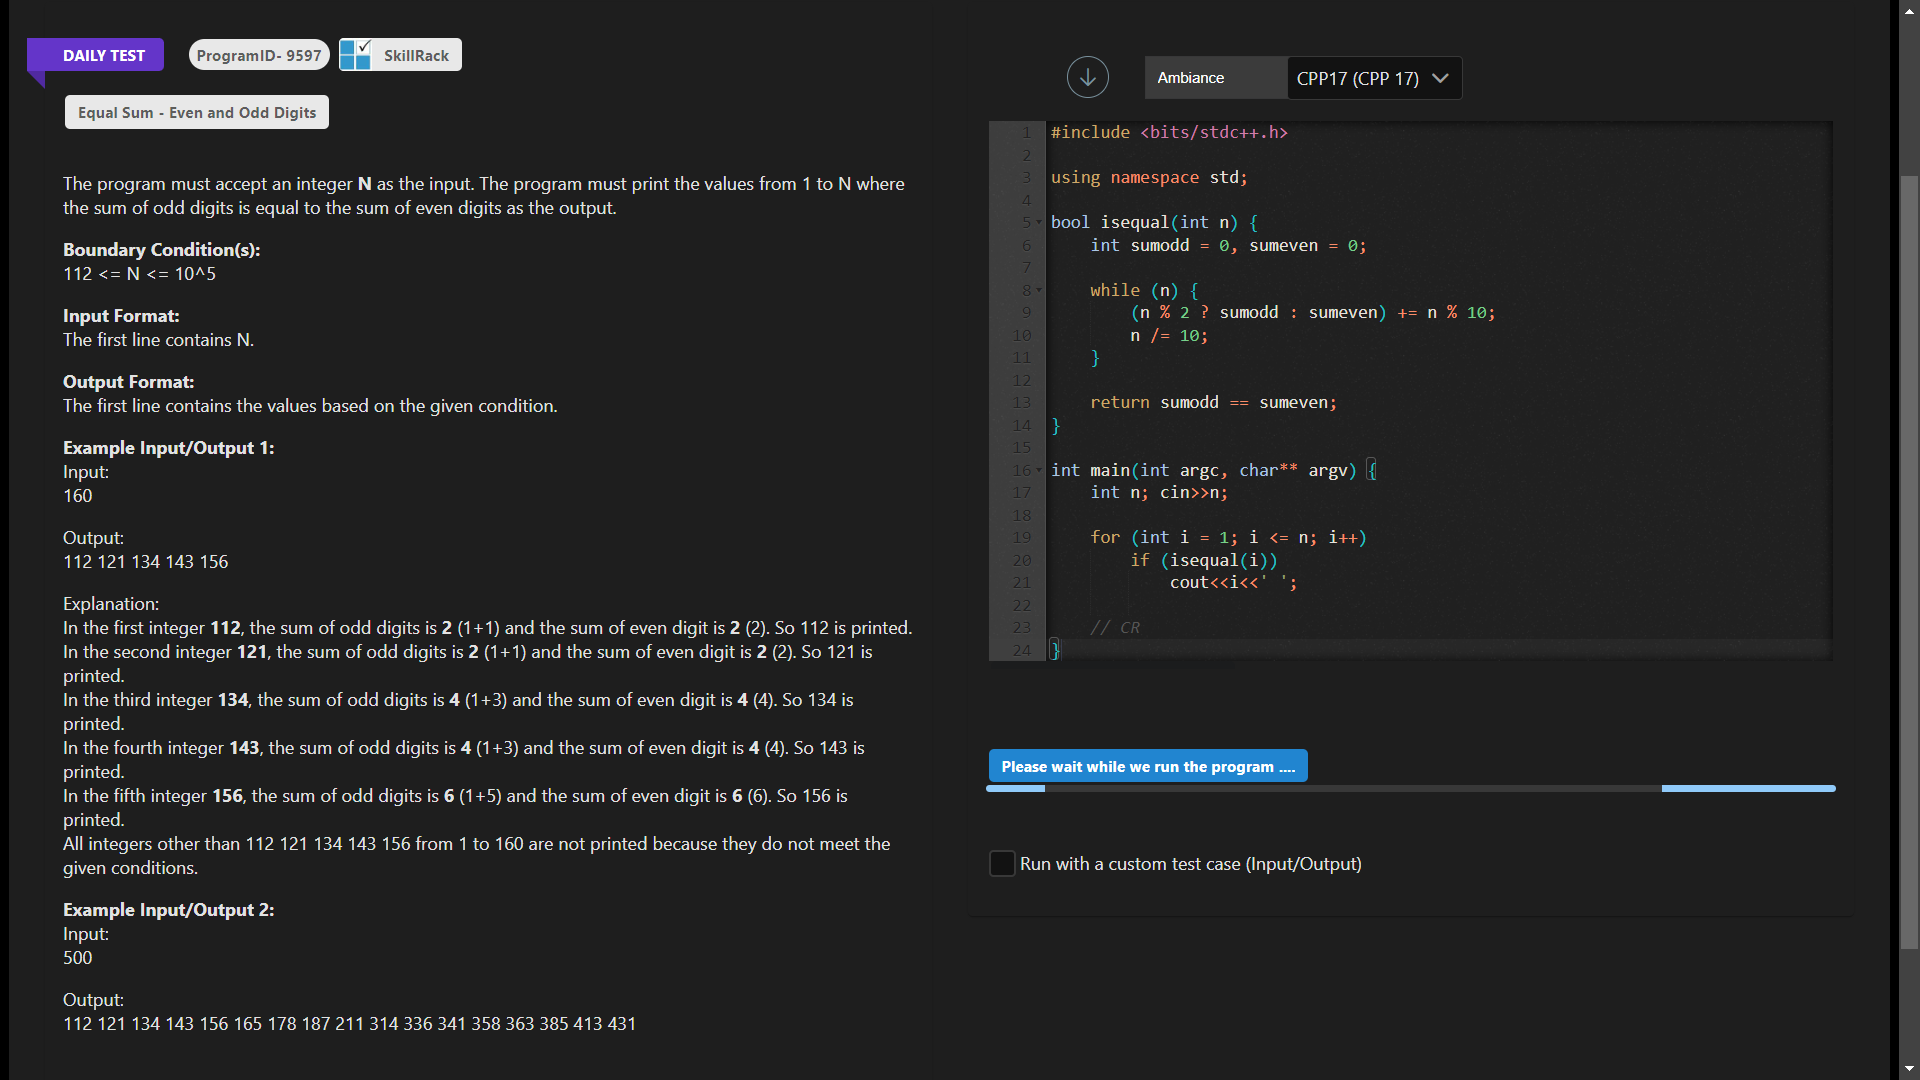 DAILY TEST
ProgramID- 9597
SkillRack
Equal Sum - Even and Odd Digits
The program must accept an integer N as the input. The program must print the values from 1 to N where
the sum of odd digits is equal to the sum of even digits as the output.
Boundary Condition(s):
112 <= N <= 10^5
Input Format:
The first line contains N.
Output Format:
The first line contains the values based on the given condition.
Example Input/Output 1:
Input:
160
Output:
112 121 134 143 156
Explanation:
In the first integer 112, the sum of odd digits is 2 (1+1) and the sum of even digit is 2 (2). So 112 is printed.
In the second integer 121, the sum of odd digits is 2 (1+1) and the sum of even digit is 2 (2). So 121 is
printed.
In the third integer 134, the sum of odd digits is 4 (1+3) and the sum of even digit is 4 (4). So 134 is
printed.
In the fourth integer 143, the sum of odd digits is 4 (1+3) and the sum of even digit is 4 (4). So 143 is
printed.
In the fifth integer 156, the sum of odd digits is 6 (1+5) and the sum of even digit is 6 (6). So 156 is
printed.
All integers other than 112 121 134 143 156 from 1 to 160 are not printed because they do not meet the
given conditions.
Example Input/Output 2:
Input:
500
Output:
112 121 134 143 156 165 178 187 211 314 336 341 358 363 385 413 431
Ambiance
CPP17 (CPP 17)
1 #include <bits/stdc++.h>
2
3 using namespace std;
4
5 bool isequal(int n) {
6     int sumodd = 0, sumeven = 0;
7
8     while (n) {
9         (n % 2 ? sumodd : sumeven) += n % 10;
10         n /= 10;
11     }
12
13     return sumodd == sumeven;
14 }
15
16 int main(int argc, char** argv) {
17     int n; cin>>n;
18
19     for (int i = 1; i <= n; i++)
20         if (isequal(i))
21             cout<<i<<' ';
22
23     // CR
24 }
Please wait while we run the program ....
Run with a custom test case (Input/Output)